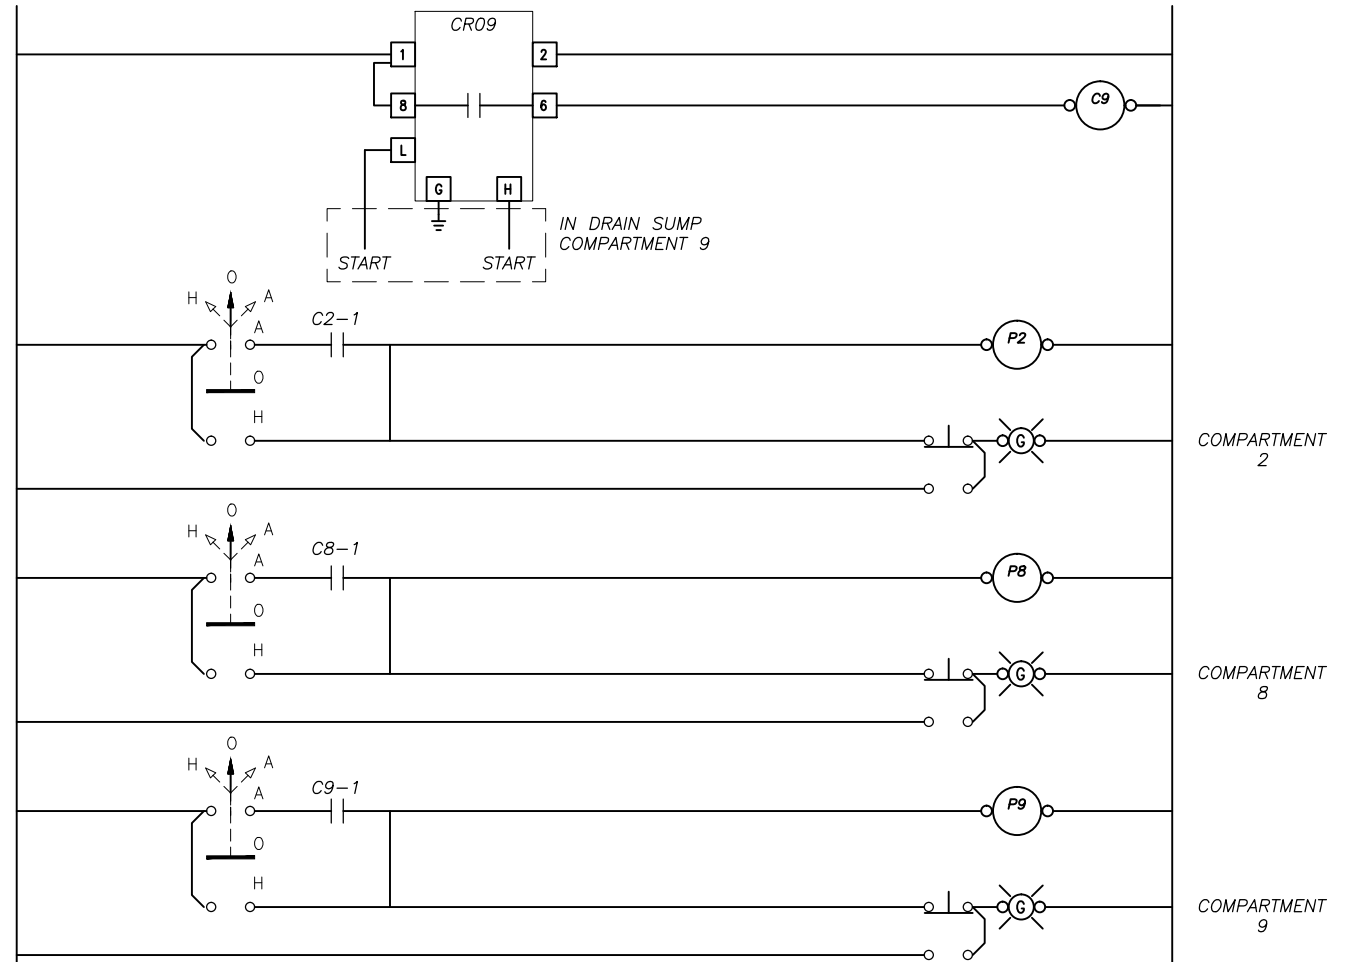 CR09
1
2
8
6
C9
L
G
H
IN DRAIN SUMP
COMPARTMENT 9
START
START
O
H
A
C2-1
A
P2
O
H
G
COMPARTMENT
2
O
H
A
C8-1
A
P8
O
H
G
COMPARTMENT
8
O
H
A
C9-1
A
P9
O
H
G
COMPARTMENT
9